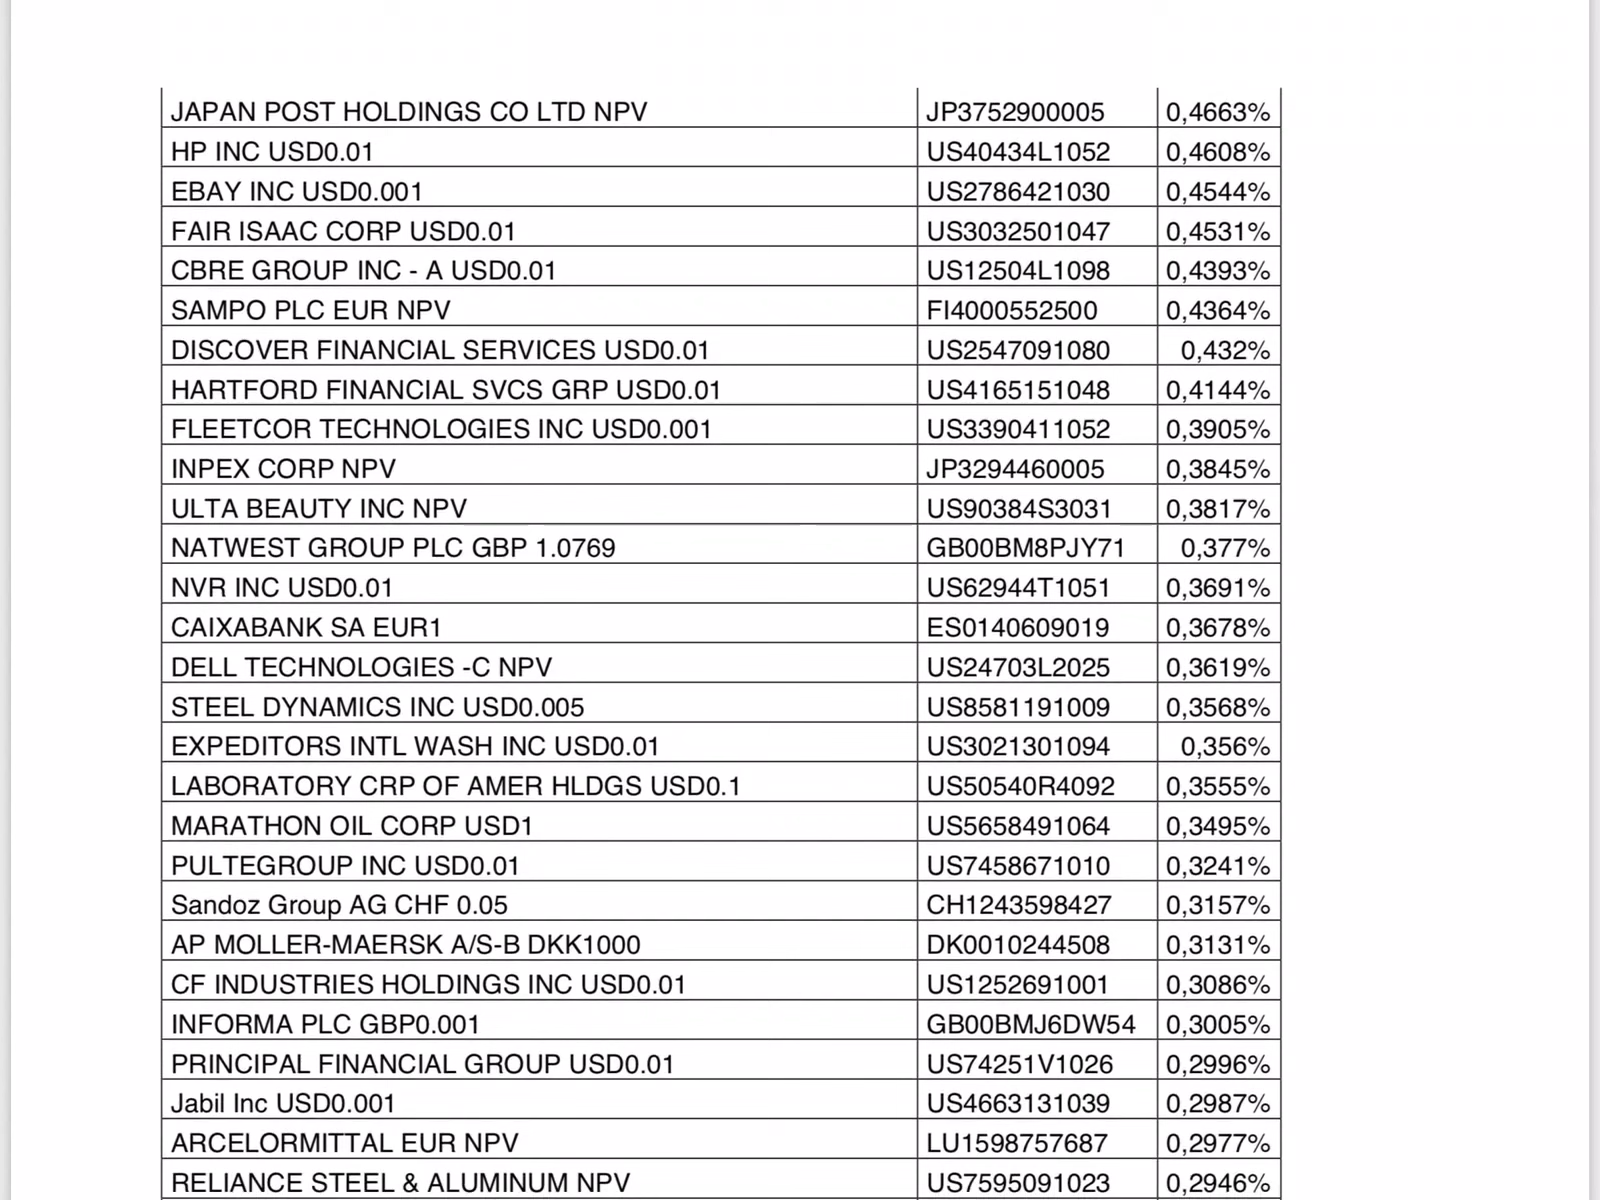 JAPAN POST HOLDINGS CO LTD NPV JP3752900005 0,4663%
HP INC USD0.01 US40434L1052 0,4608%
EBAY INC USD0.001 US2786421030 0,4544%
FAIR ISAAC CORP USD0.01 US3032501047 0,4531%
CBRE GROUP INC - A USD0.01 US12504L1098 0,4393%
SAMPO PLC EUR NPV FI4000552500 0,4364%
DISCOVER FINANCIAL SERVICES USD0.01 US2547091080 0,432%
HARTFORD FINANCIAL SVCS GRP USD0.01 US4165151048 0,4144%
FLEETCOR TECHNOLOGIES INC USD0.001 US3390411052 0,3905%
INPEX CORP NPV JP3294460005 0,3845%
ULTA BEAUTY INC NPV US90384S3031 0,3817%
NATWEST GROUP PLC GBP 1.0769 GB00BM8PJY71 0,377%
NVR INC USD0.01 US62944T1051 0,3691%
CAIXABANK SA EUR1 ES0140609019 0,3678%
DELL TECHNOLOGIES -C NPV US24703L2025 0,3619%
STEEL DYNAMICS INC USD0.005 US8581191009 0,3568%
EXPEDITORS INTL WASH INC USD0.01 US3021301094 0,356%
LABORATORY CRP OF AMER HLDGS USD0.1 US50540R4092 0,3555%
MARATHON OIL CORP USD1 US5658491064 0,3495%
PULTEGROUP INC USD0.01 US7458671010 0,3241%
Sandoz Group AG CHF 0.05 CH1243598427 0,3157%
AP MOLLER-MAERSK A/S-B DKK1000 DK0010244508 0,3131%
CF INDUSTRIES HOLDINGS INC USD0.01 US1252691001 0,3086%
INFORMA PLC GBP0.001 GB00BMJ6DW54 0,3005%
PRINCIPAL FINANCIAL GROUP USD0.01 US74251V1026 0,2996%
Jabil Inc USD0.001 US4663131039 0,2987%
ARCELORMITTAL EUR NPV LU1598757687 0,2977%
RELIANCE STEEL & ALUMINUM NPV US7595091023 0,2946%